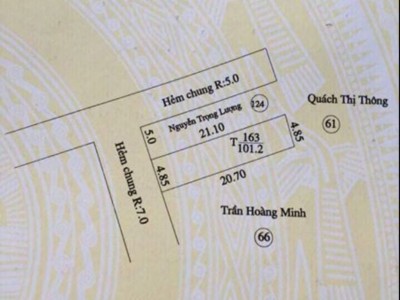 Hẻm chung R:5.0
Nguyễn Trọng Lượng 124
Quách Thị Thông
61
5.0
21.10
4.85
T 163
101.2
Hẻm chung R:7.0
4.85
20.70
Trần Hoàng Minh
66